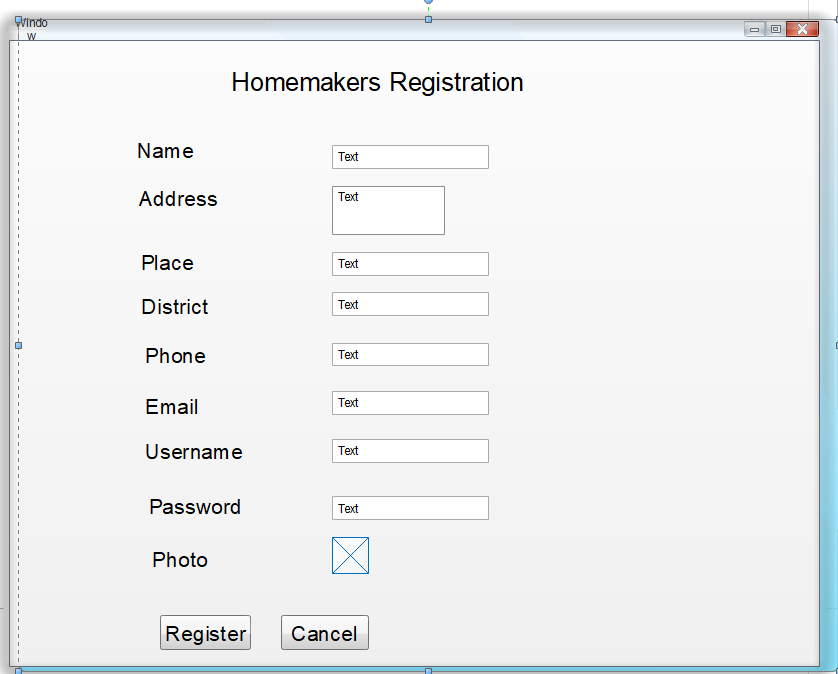 Windo
w
Homemakers Registration
Name
Text
Address
Text
Place
Text
District
Text
Phone
Text
Email
Text
Username
Text
Password
Text
Photo
Register Cancel